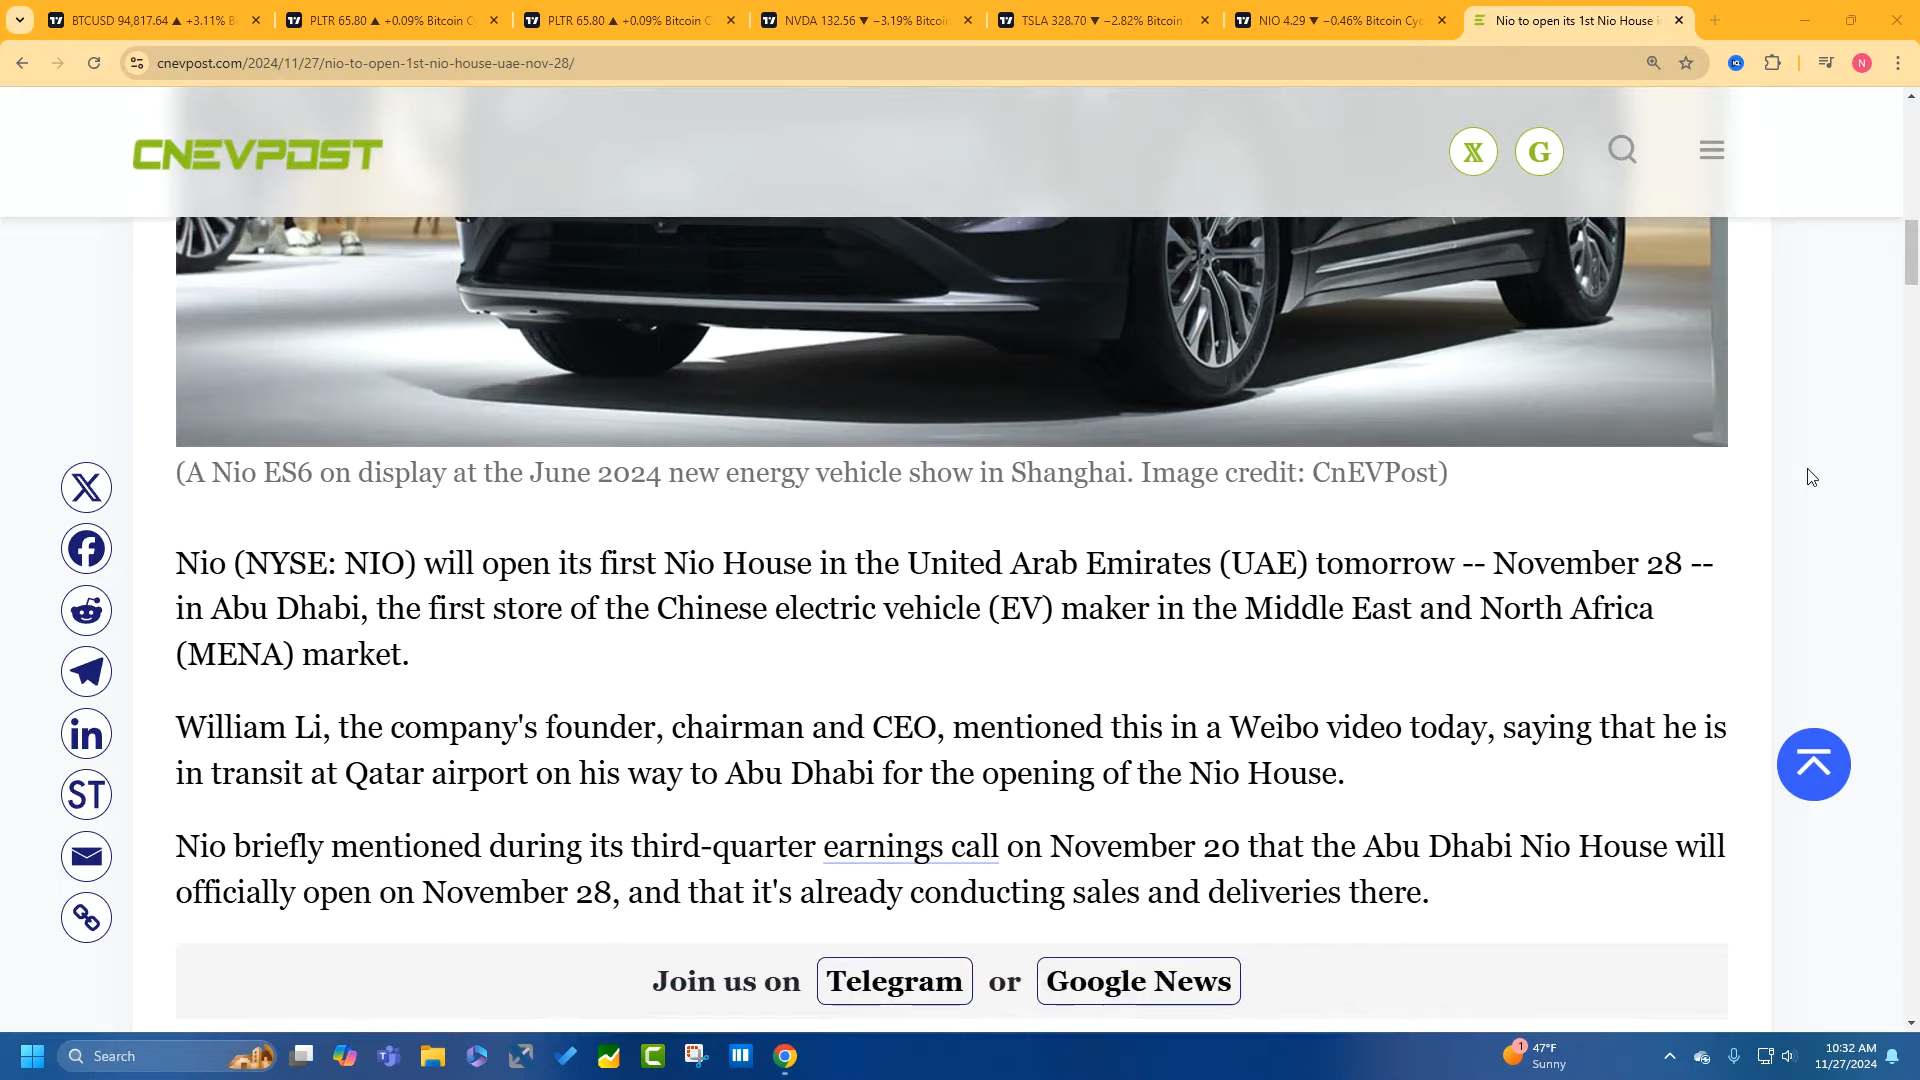 BTCUSD 94,817.64 ▲ +3.11% B
PLTR 65.80 ▲ +0.09% Bitcoin C
PLTR 65.80 ▲ +0.09% Bitcoin C
NVDA 132.56 ▼ −3.19% Bitcoin
TSLA 328.70 ▼ −2.82% Bitcoin
NIO 4.29 ▼ −0.46% Bitcoin Cyc
Nio to open its 1st Nio House i
cnevpost.com/2024/11/27/nio-to-open-1st-nio-house-uae-nov-28/
N
CNEVPOST
X
G
(A Nio ES6 on display at the June 2024 new energy vehicle show in Shanghai. Image credit: CnEVPost)
Nio (NYSE: NIO) will open its first Nio House in the United Arab Emirates (UAE) tomorrow -- November 28 --
in Abu Dhabi, the first store of the Chinese electric vehicle (EV) maker in the Middle East and North Africa
(MENA) market.
William Li, the company's founder, chairman and CEO, mentioned this in a Weibo video today, saying that he is
in transit at Qatar airport on his way to Abu Dhabi for the opening of the Nio House.
Nio briefly mentioned during its third-quarter earnings call on November 20 that the Abu Dhabi Nio House will
officially open on November 28, and that it's already conducting sales and deliveries there.
ST
Join us on Telegram or Google News
Search
1
47°F
Sunny
10:32 AM
11/27/2024